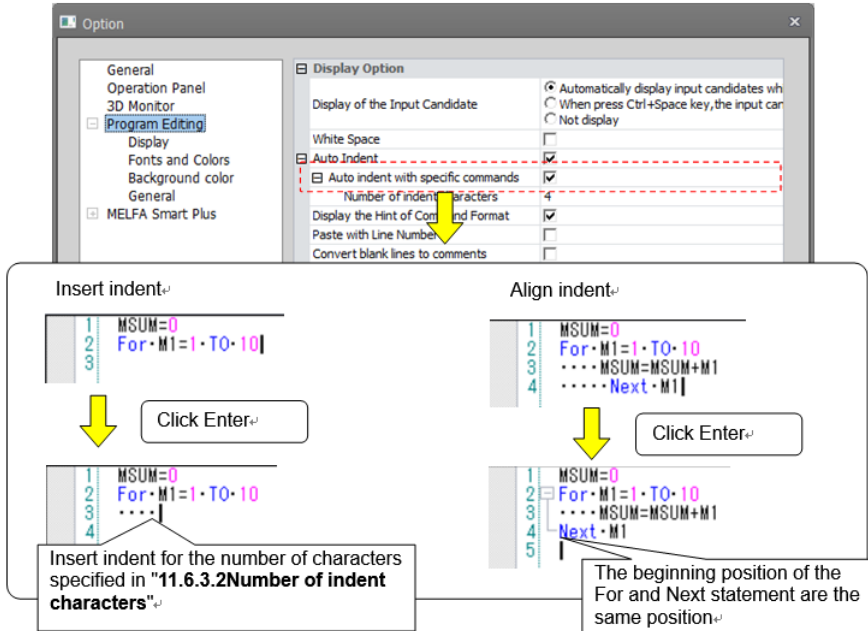 Option
General
Operation Panel
3D Monitor
Program Editing
Display
Fonts and Colors
Background color
General
MELFA Smart Plus
Display Option
Display of the Input Candidate
Automatically display input candidates whi
When press Ctrl+Space key,the input can
Not display
White Space
Auto Indent
Auto indent with specific commands
Number of indent characters 4
Display the Hint of Command Format
Paste with Line Number
Convert blank lines to comments
Insert indent↵
1 MSUM=0
2 For·M1=1·TO·10
3
Click Enter↵
1 MSUM=0
2 For·M1=1·TO·10
3 ····
4
Insert indent for the number of characters
specified in "11.6.3.2Number of indent
characters"↵
Align indent↵
1 MSUM=0
2 For·M1=1·TO·10
3 ····MSUM=MSUM+M1
4 ·····Next·M1
Click Enter↵
1 MSUM=0
2 For·M1=1·TO·10
3 ····MSUM=MSUM+M1
4 Next·M1
5
The beginning position of the
For and Next statement are the
same position↵